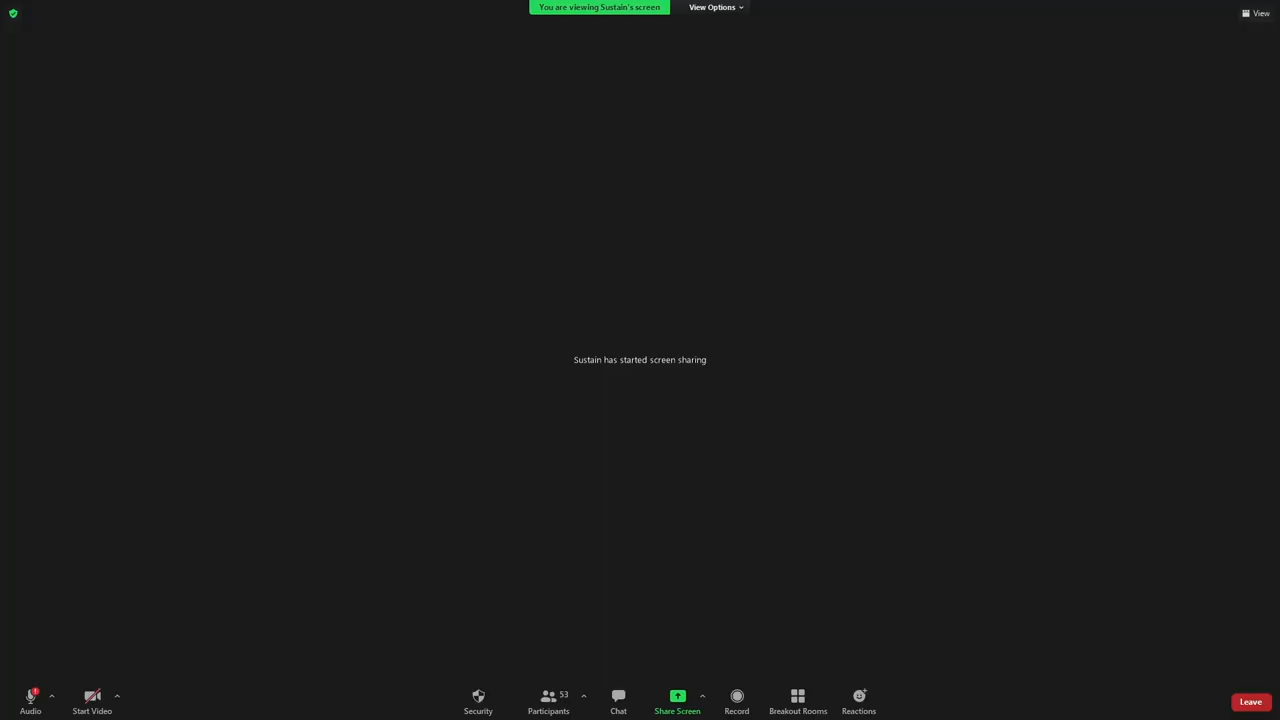 You are viewing Sustain's screen
View Options
View
Sustain has started screen sharing
Audio
Start Video
Security
Participants
53
Chat
Share Screen
Record
Breakout Rooms
Reactions
Leave